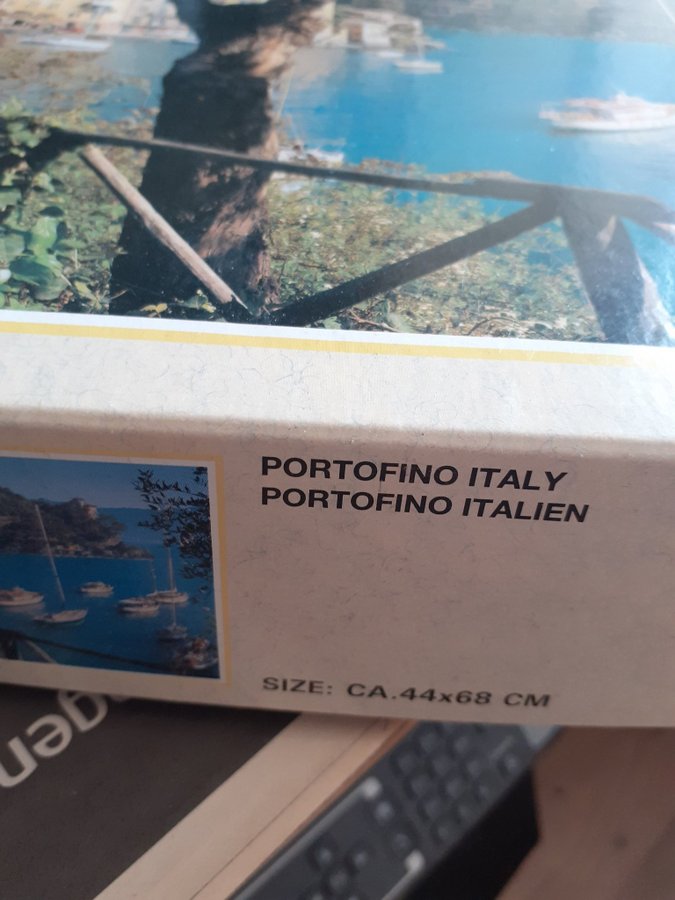 PORTOFINO ITALY
PORTOFINO ITALIEN
SIZE: CA.44x68 CM